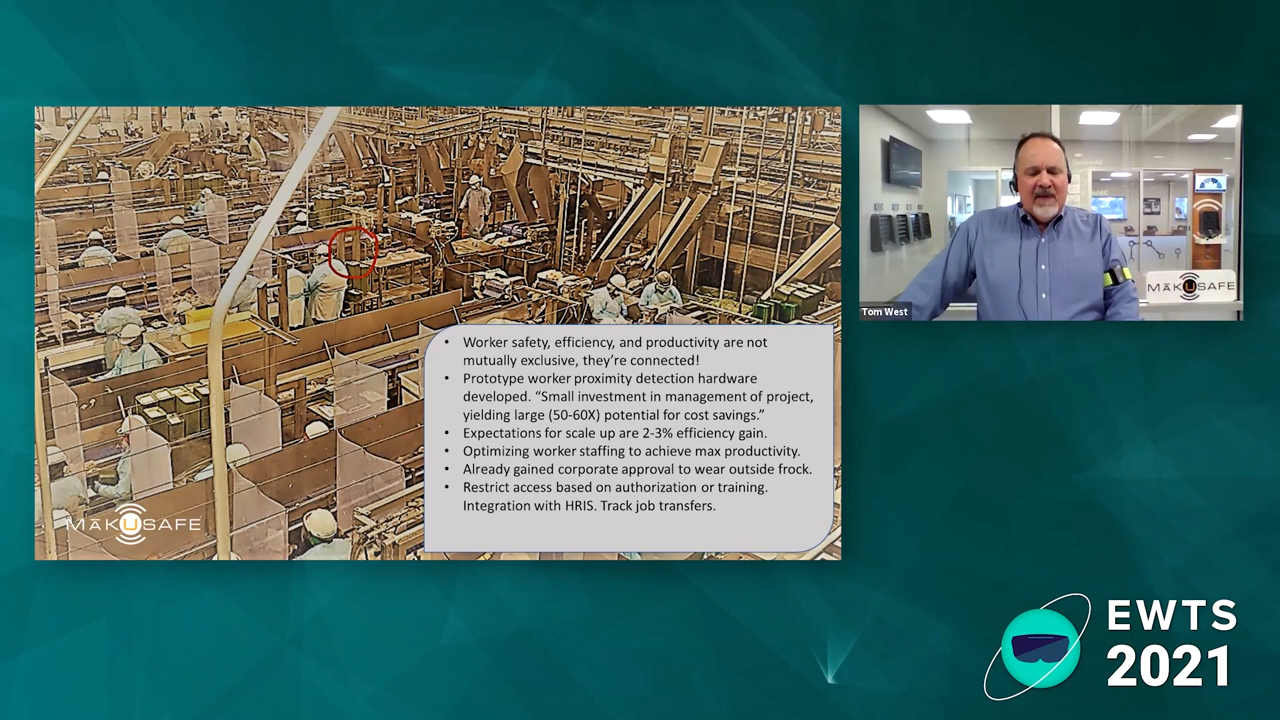 • Worker safety, efficiency, and productivity are not
mutually exclusive, they're connected!
• Prototype worker proximity detection hardware
developed. “Small investment in management of project,
yielding large (50-60X) potential for cost savings.”
• Expectations for scale up are 2-3% efficiency gain.
• Optimizing worker staffing to achieve max productivity.
• Already gained corporate approval to wear outside frock.
• Restrict access based on authorization or training.
Integration with HRIS. Track job transfers.
MĀKUSAFE
MĀKUSAFE
Tom West
EWTS
2021